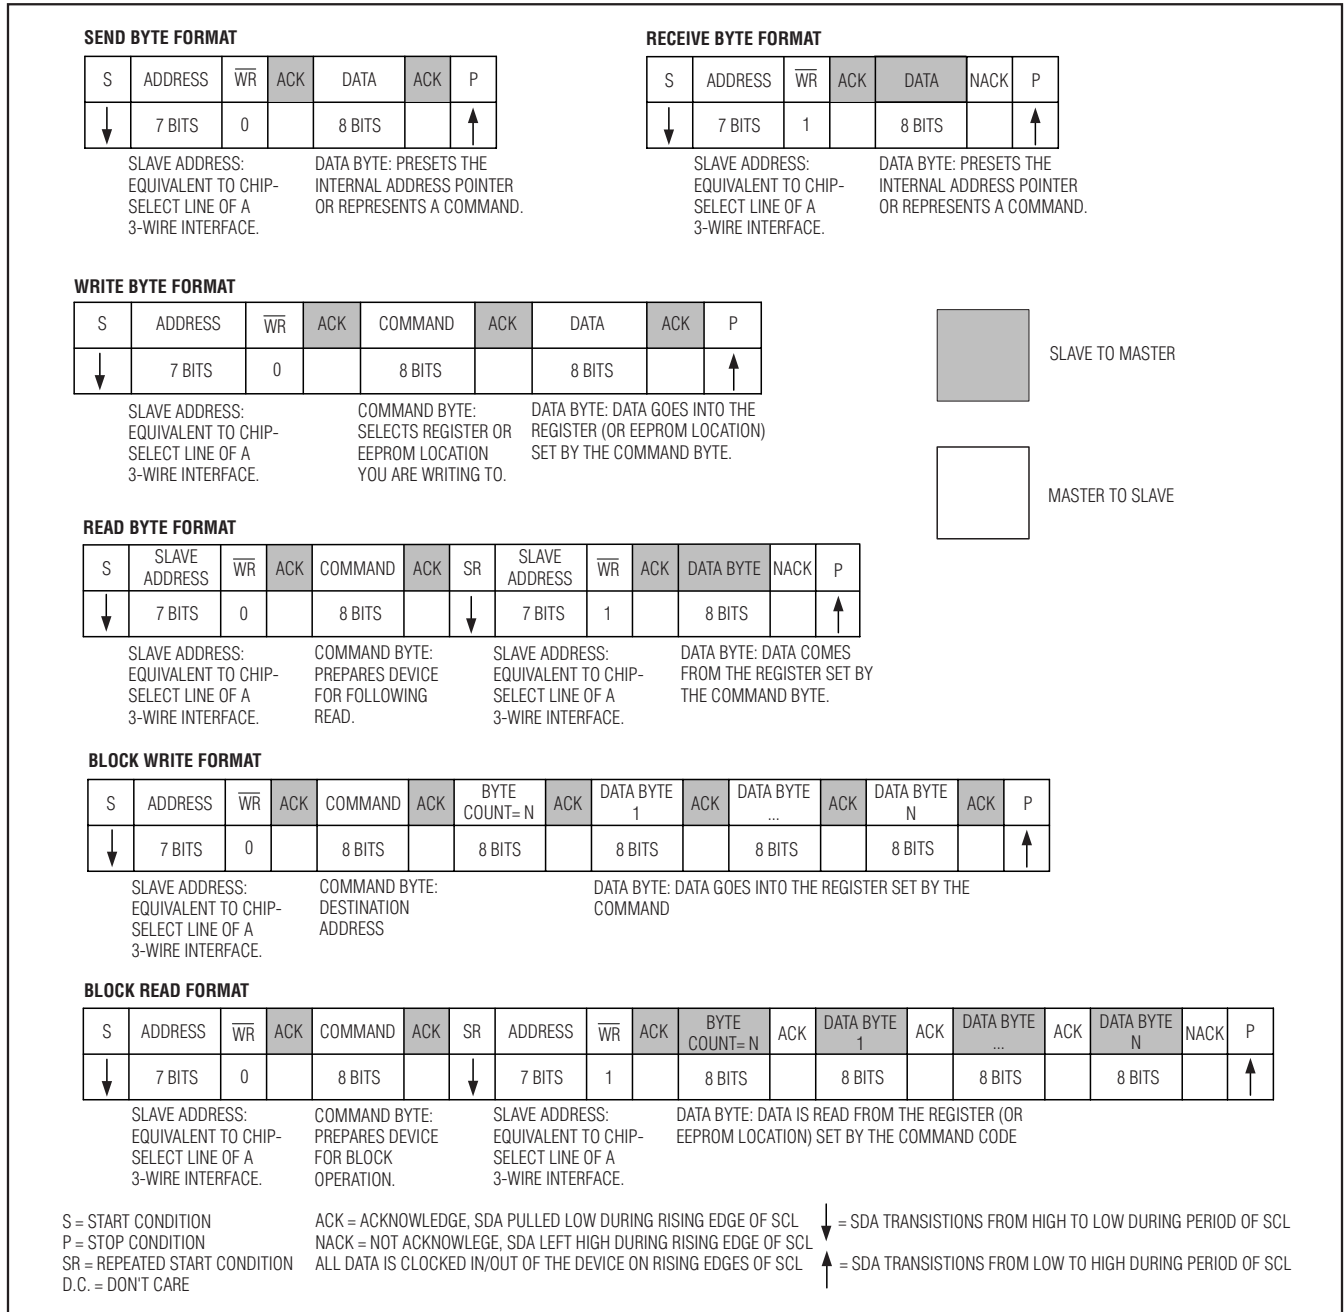 SEND BYTE FORMAT
S ADDRESS WR ACK DATA ACK P
7 BITS 0 8 BITS
SLAVE ADDRESS:
EQUIVALENT TO CHIP-
SELECT LINE OF A
3-WIRE INTERFACE.
DATA BYTE: PRESETS THE
INTERNAL ADDRESS POINTER
OR REPRESENTS A COMMAND.
RECEIVE BYTE FORMAT
S ADDRESS WR ACK DATA NACK P
7 BITS 1 8 BITS
SLAVE ADDRESS:
EQUIVALENT TO CHIP-
SELECT LINE OF A
3-WIRE INTERFACE.
DATA BYTE: PRESETS THE
INTERNAL ADDRESS POINTER
OR REPRESENTS A COMMAND.
WRITE BYTE FORMAT
S ADDRESS WR ACK COMMAND ACK DATA ACK P
7 BITS 0 8 BITS 8 BITS
SLAVE ADDRESS:
EQUIVALENT TO CHIP-
SELECT LINE OF A
3-WIRE INTERFACE.
COMMAND BYTE:
SELECTS REGISTER OR
EEPROM LOCATION
YOU ARE WRITING TO.
DATA BYTE: DATA GOES INTO THE
REGISTER (OR EEPROM LOCATION)
SET BY THE COMMAND BYTE.
SLAVE TO MASTER
MASTER TO SLAVE
READ BYTE FORMAT
S SLAVE ADDRESS WR ACK COMMAND ACK SR SLAVE ADDRESS WR ACK DATA BYTE NACK P
7 BITS 0 8 BITS 7 BITS 1 8 BITS
SLAVE ADDRESS:
EQUIVALENT TO CHIP-
SELECT LINE OF A
3-WIRE INTERFACE.
COMMAND BYTE:
PREPARES DEVICE
FOR FOLLOWING
READ.
SLAVE ADDRESS:
EQUIVALENT TO CHIP-
SELECT LINE OF A
3-WIRE INTERFACE.
DATA BYTE: DATA COMES
FROM THE REGISTER SET BY
THE COMMAND BYTE.
BLOCK WRITE FORMAT
S ADDRESS WR ACK COMMAND ACK BYTE COUNT= N ACK DATA BYTE 1 ACK DATA BYTE ... ACK DATA BYTE N ACK P
7 BITS 0 8 BITS 8 BITS 8 BITS 8 BITS 8 BITS
SLAVE ADDRESS:
EQUIVALENT TO CHIP-
SELECT LINE OF A
3-WIRE INTERFACE.
COMMAND BYTE:
DESTINATION
ADDRESS
DATA BYTE: DATA GOES INTO THE REGISTER SET BY THE
COMMAND
BLOCK READ FORMAT
S ADDRESS WR ACK COMMAND ACK SR ADDRESS WR ACK BYTE COUNT= N ACK DATA BYTE 1 ACK DATA BYTE ... ACK DATA BYTE N NACK P
7 BITS 0 8 BITS 7 BITS 1 8 BITS 8 BITS 8 BITS 8 BITS
SLAVE ADDRESS:
EQUIVALENT TO CHIP-
SELECT LINE OF A
3-WIRE INTERFACE.
COMMAND BYTE:
PREPARES DEVICE
FOR BLOCK
OPERATION.
SLAVE ADDRESS:
EQUIVALENT TO CHIP-
SELECT LINE OF A
3-WIRE INTERFACE.
DATA BYTE: DATA IS READ FROM THE REGISTER (OR
EEPROM LOCATION) SET BY THE COMMAND CODE
S = START CONDITION
P = STOP CONDITION
SR = REPEATED START CONDITION
D.C. = DON'T CARE
ACK = ACKNOWLEDGE, SDA PULLED LOW DURING RISING EDGE OF SCL
NACK = NOT ACKNOWLEGE, SDA LEFT HIGH DURING RISING EDGE OF SCL
ALL DATA IS CLOCKED IN/OUT OF THE DEVICE ON RISING EDGES OF SCL
= SDA TRANSISTIONS FROM HIGH TO LOW DURING PERIOD OF SCL
= SDA TRANSISTIONS FROM LOW TO HIGH DURING PERIOD OF SCL